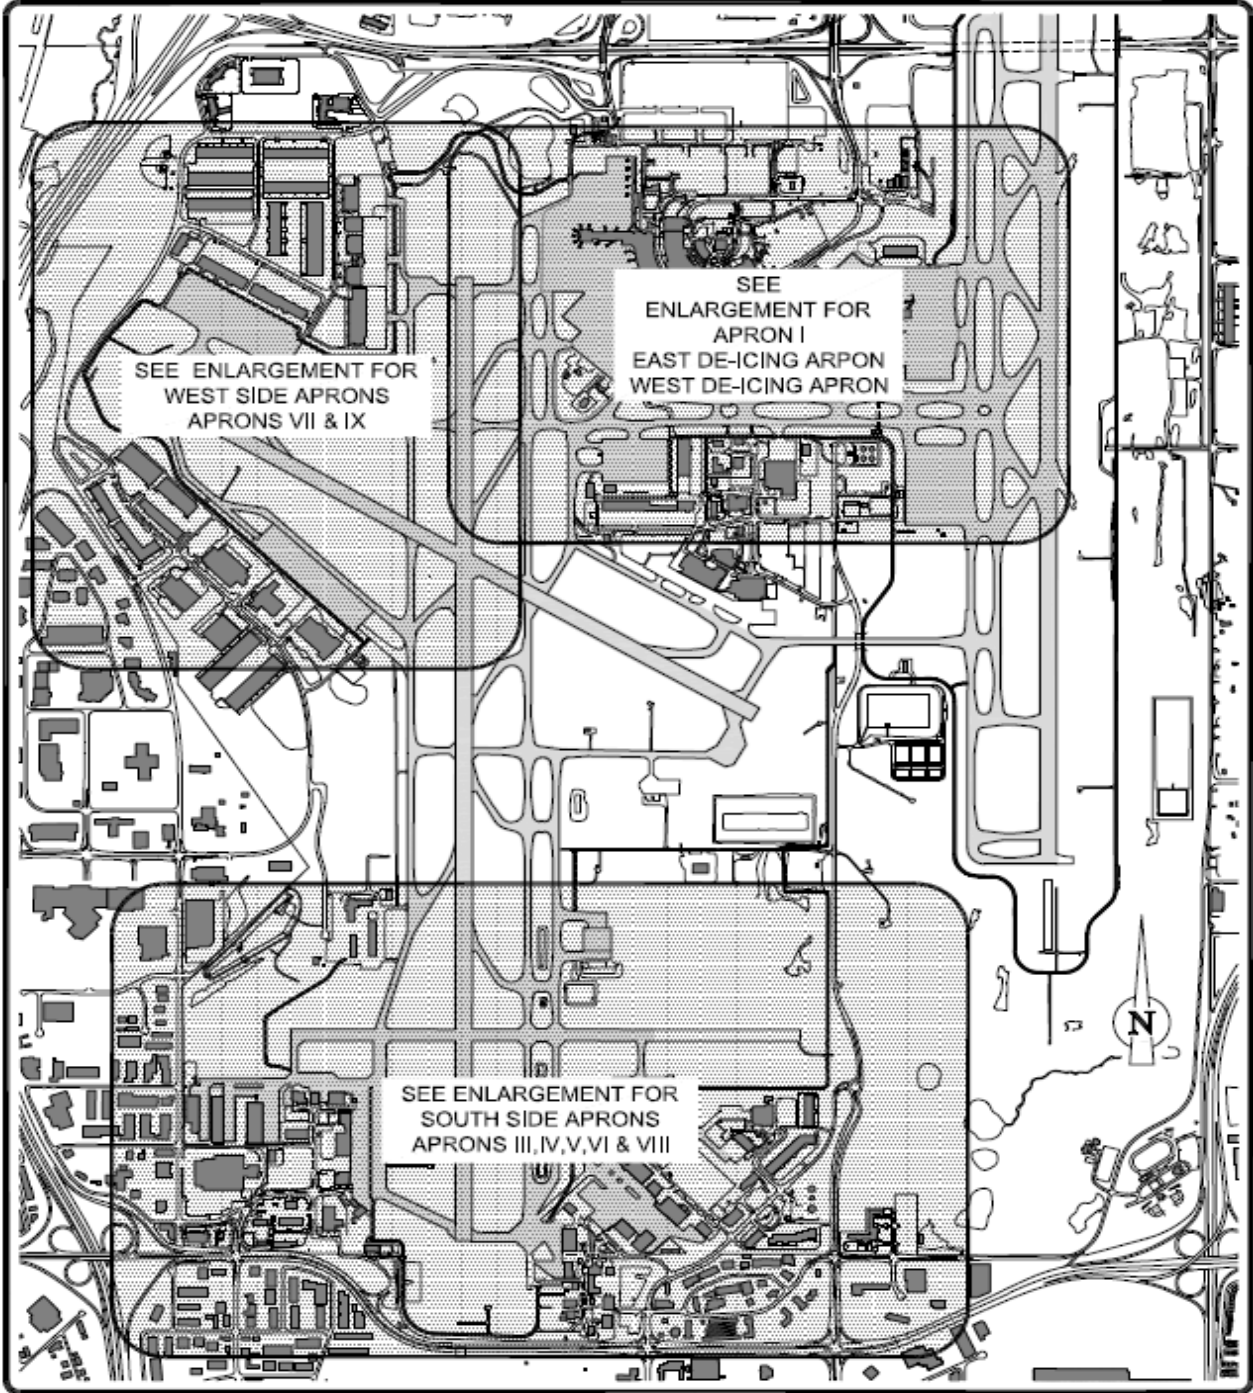 SEE
ENLARGEMENT FOR
APRON I
EAST DE-ICING ARPON
WEST DE-ICING APRON
SEE ENLARGEMENT FOR
WEST SIDE APRONS
APRONS VII & IX
N
SEE ENLARGEMENT FOR
SOUTH SIDE APRONS
APRONS III,IV,V,VI & VIII